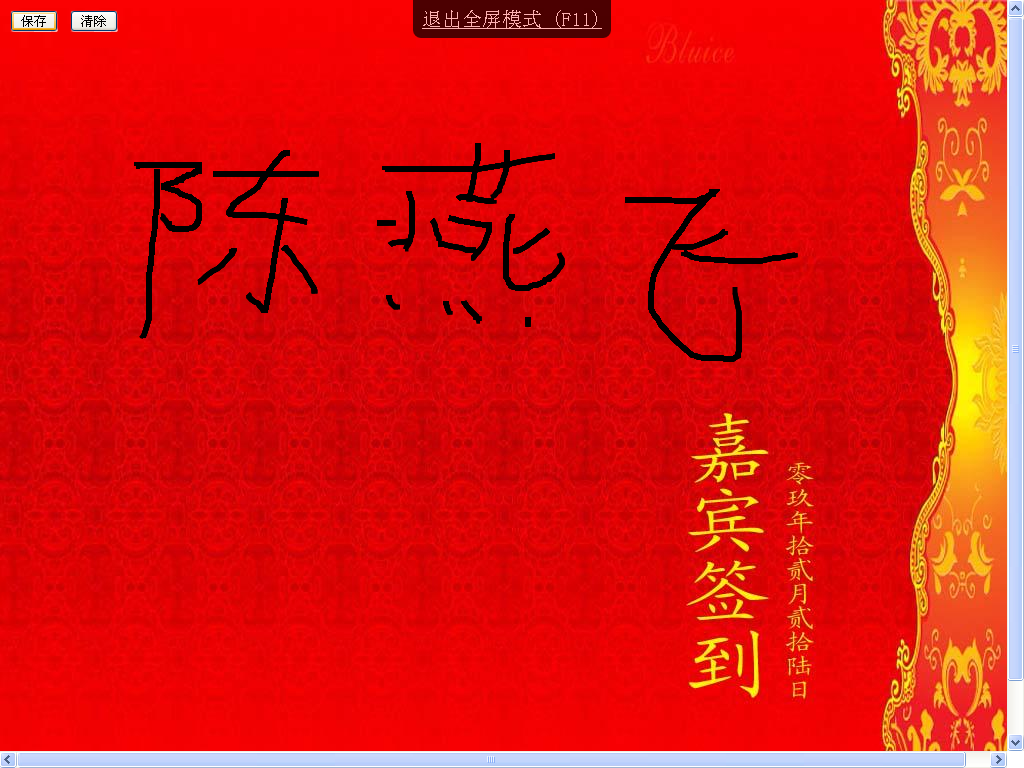 保存 清除
退出全屏模式 (F11)
Bluice
陈燕飞
嘉宾签到
零玖年拾贰月贰拾陆日